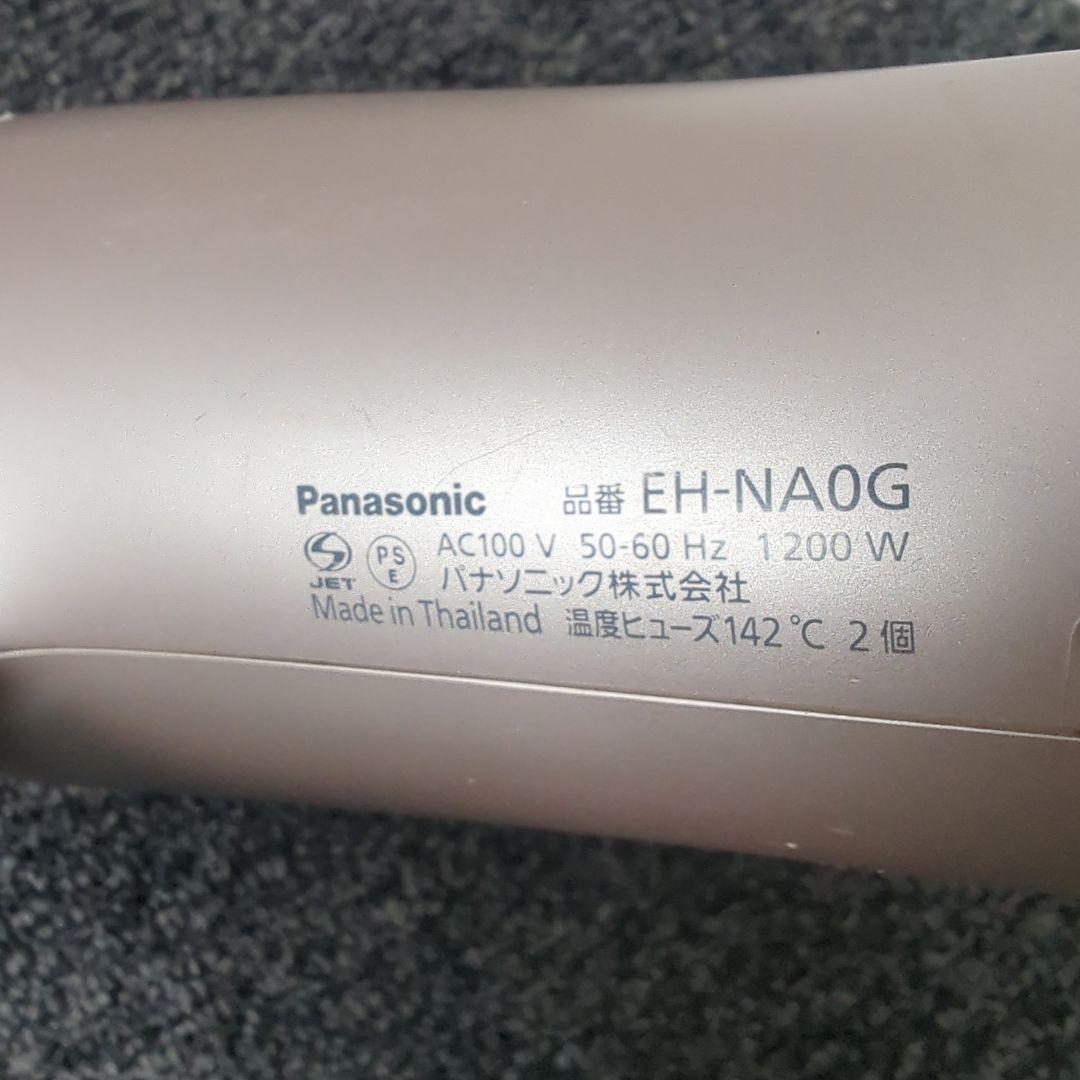 Panasonic 品番 EH-NA0G
JET PS E AC100 V 50-60 Hz 1200 W
パナソニック株式会社
Made in Thailand 温度ヒューズ142℃ 2個